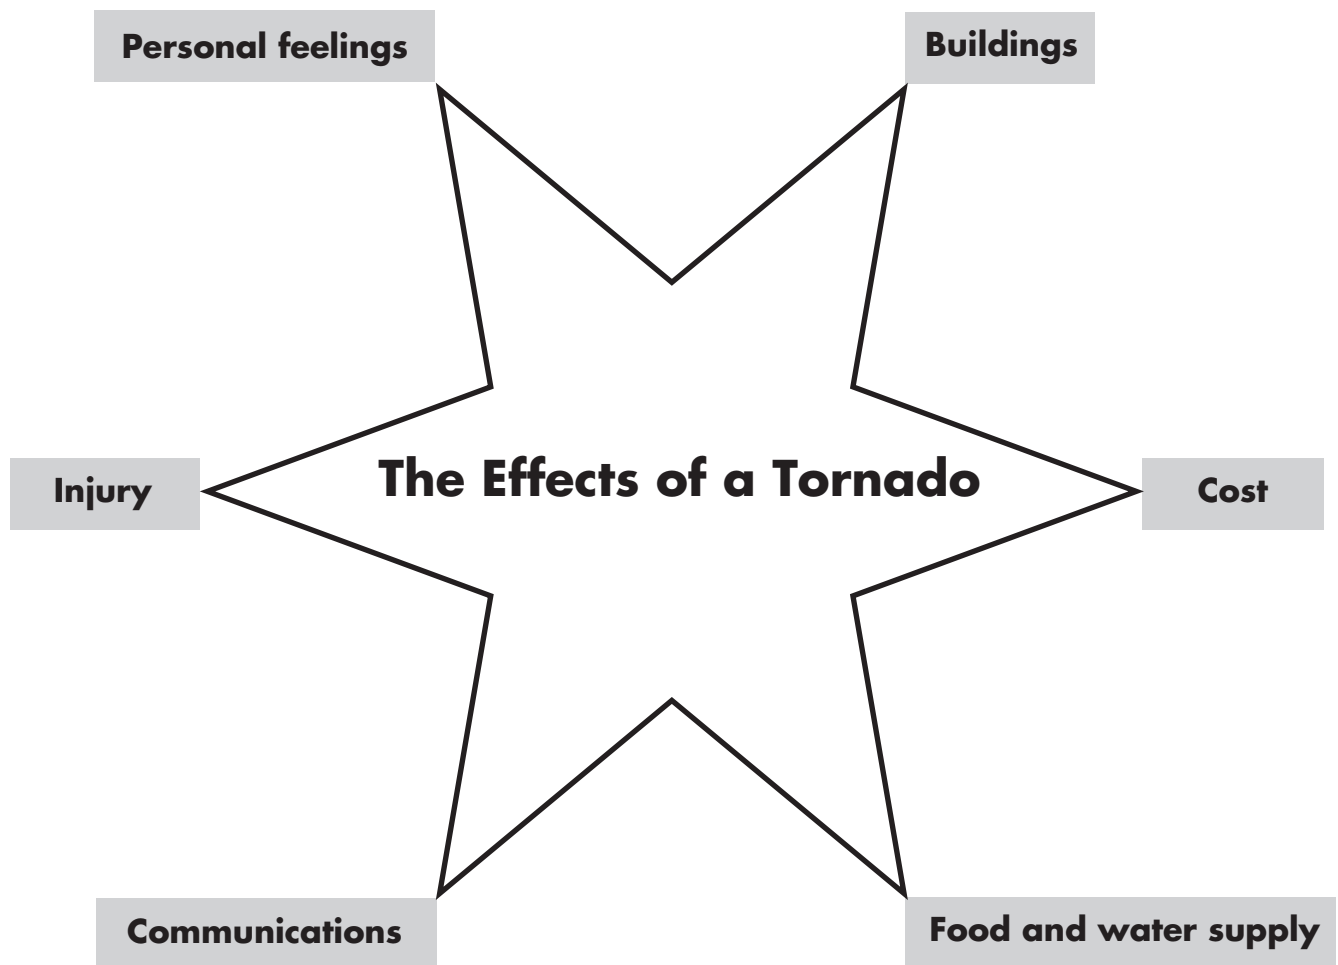 Personal feelings
Buildings
The Effects of a Tornado
Injury
Cost
Communications
Food and water supply